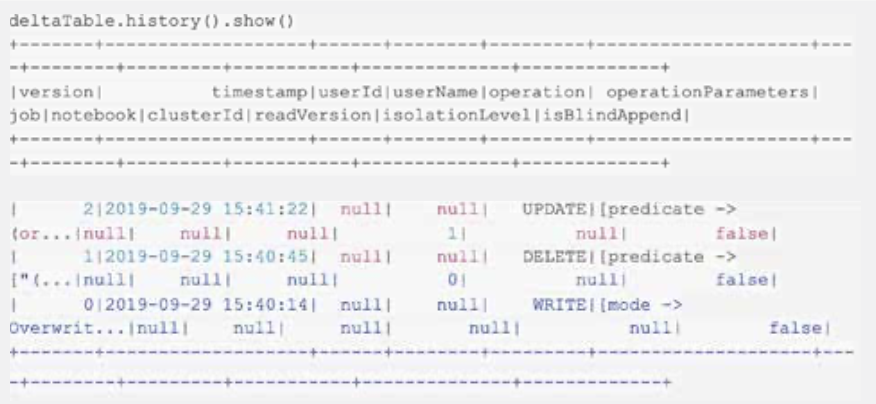 deltaTable.history().show()
+-------+-------------------+------+--------+---------+--------------------+---
-+--------+---------+-----------+--------------+-------------+
|version|          timestamp|userId|userName|operation| operationParameters|
job|notebook|clusterId|readVersion|isolationLevel|isBlindAppend|
+-------+-------------------+------+--------+---------+--------------------+---
-+--------+---------+-----------+--------------+-------------+
|      2|2019-09-29 15:41:22|  null|    null|   UPDATE|[predicate ->
(or...|null|    null|     null|          1|          null|        false|
|      1|2019-09-29 15:40:45|  null|    null|   DELETE|[predicate ->
["(...|null|    null|     null|          0|          null|        false|
|      0|2019-09-29 15:40:14|  null|    null|    WRITE|[mode ->
Overwrit...|null|    null|     null|       null|          null|        false|
+-------+-------------------+------+--------+---------+--------------------+---
-+--------+---------+-----------+--------------+-------------+